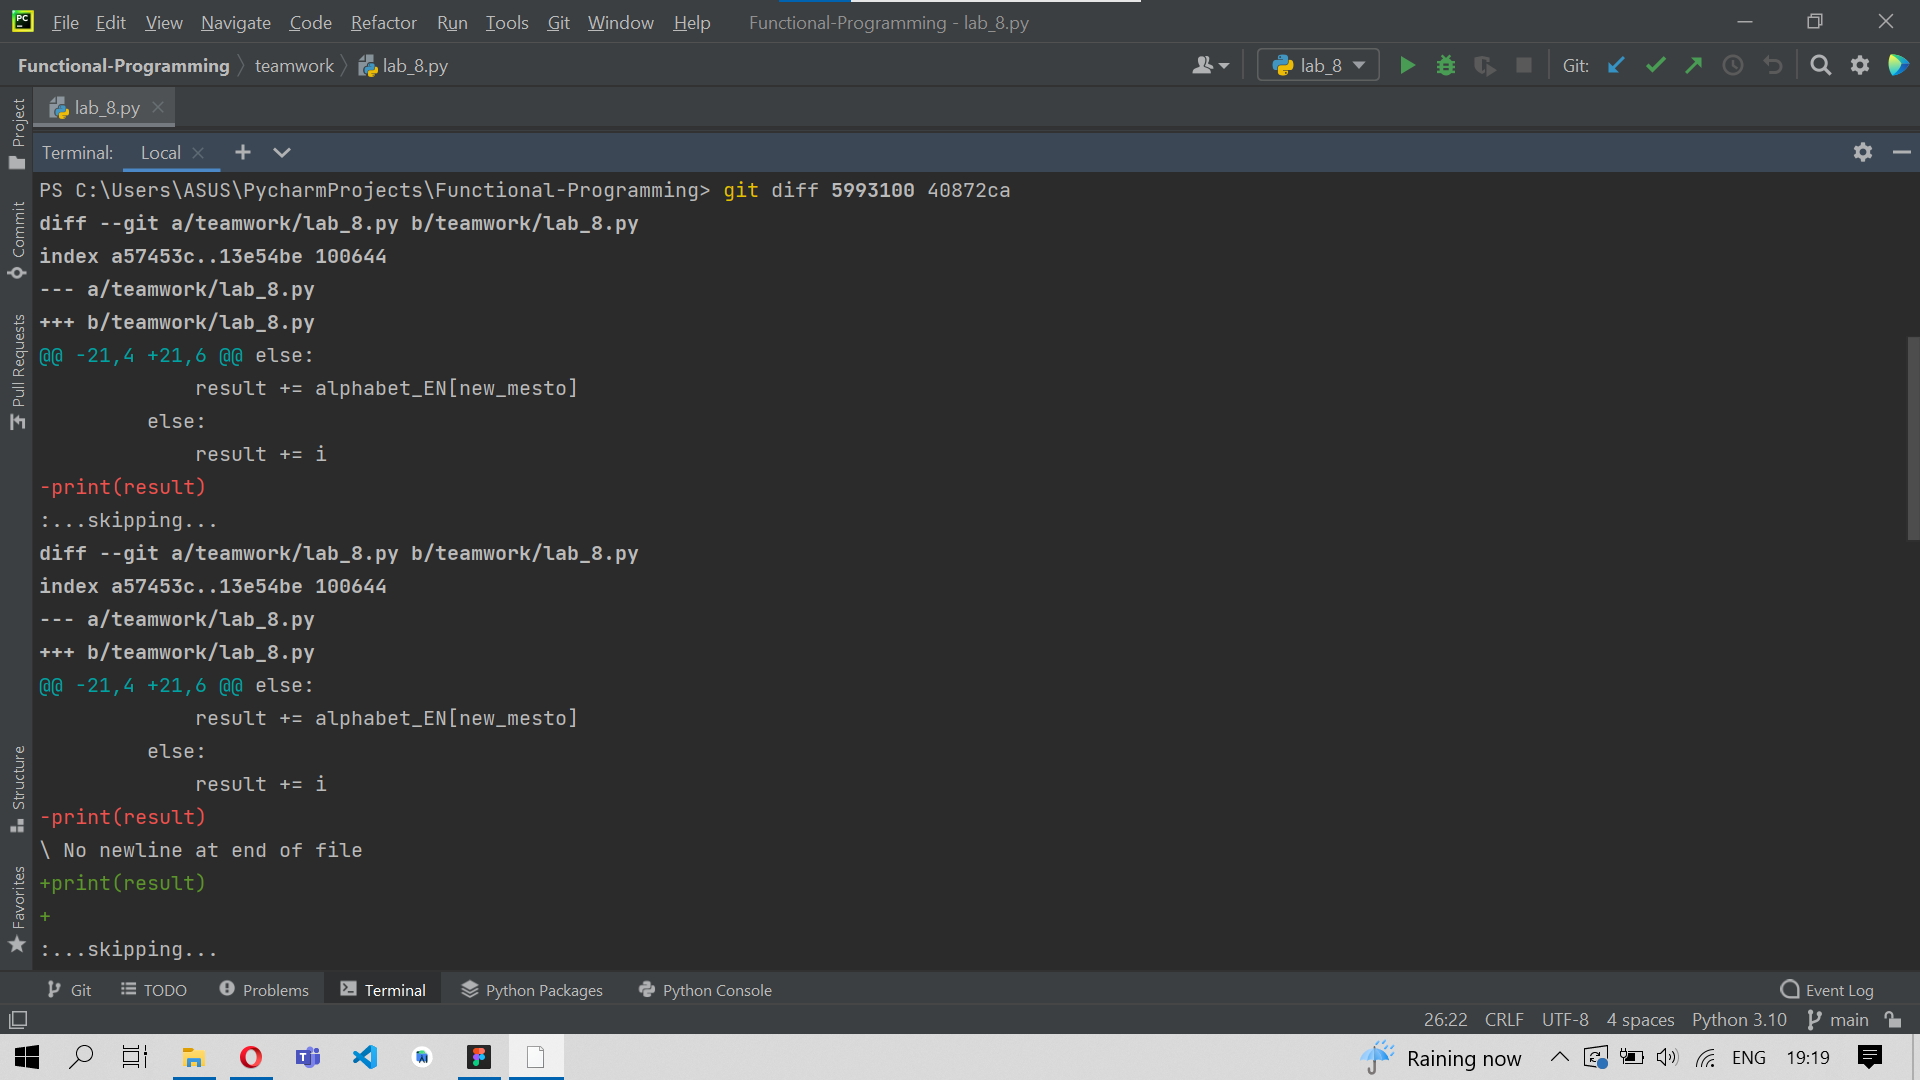 PC File Edit View Navigate Code Refactor Run Tools Git Window Help Functional-Programming - lab_8.py
Functional-Programming teamwork lab_8.py lab_8 Git:
lab_8.py
Project
Commit
Pull Requests
Structure
Favorites
Terminal: Local
PS C:\Users\ASUS\PycharmProjects\Functional-Programming> git diff 5993100 40872ca
diff --git a/teamwork/lab_8.py b/teamwork/lab_8.py
index a57453c..13e54be 100644
--- a/teamwork/lab_8.py
+++ b/teamwork/lab_8.py
@@ -21,4 +21,6 @@ else:
             result += alphabet_EN[new_mesto]
         else:
             result += i
-print(result)
:...skipping...
diff --git a/teamwork/lab_8.py b/teamwork/lab_8.py
index a57453c..13e54be 100644
--- a/teamwork/lab_8.py
+++ b/teamwork/lab_8.py
@@ -21,4 +21,6 @@ else:
             result += alphabet_EN[new_mesto]
         else:
             result += i
-print(result)
\ No newline at end of file
+print(result)
+
:...skipping...
Git TODO Problems Terminal Python Packages Python Console Event Log
26:22 CRLF UTF-8 4 spaces Python 3.10 main
Raining now ENG 19:19